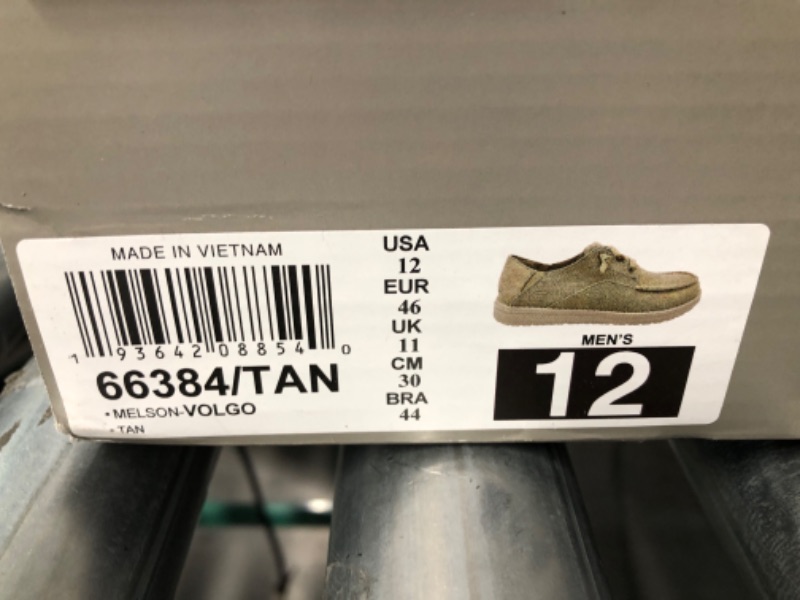 MADE IN VIETNAM
1 93642 08854 0
66384/TAN
• MELSON-VOLGO
- TAN
USA
12
EUR
46
UK
11
CM
30
BRA
44
MEN'S
12